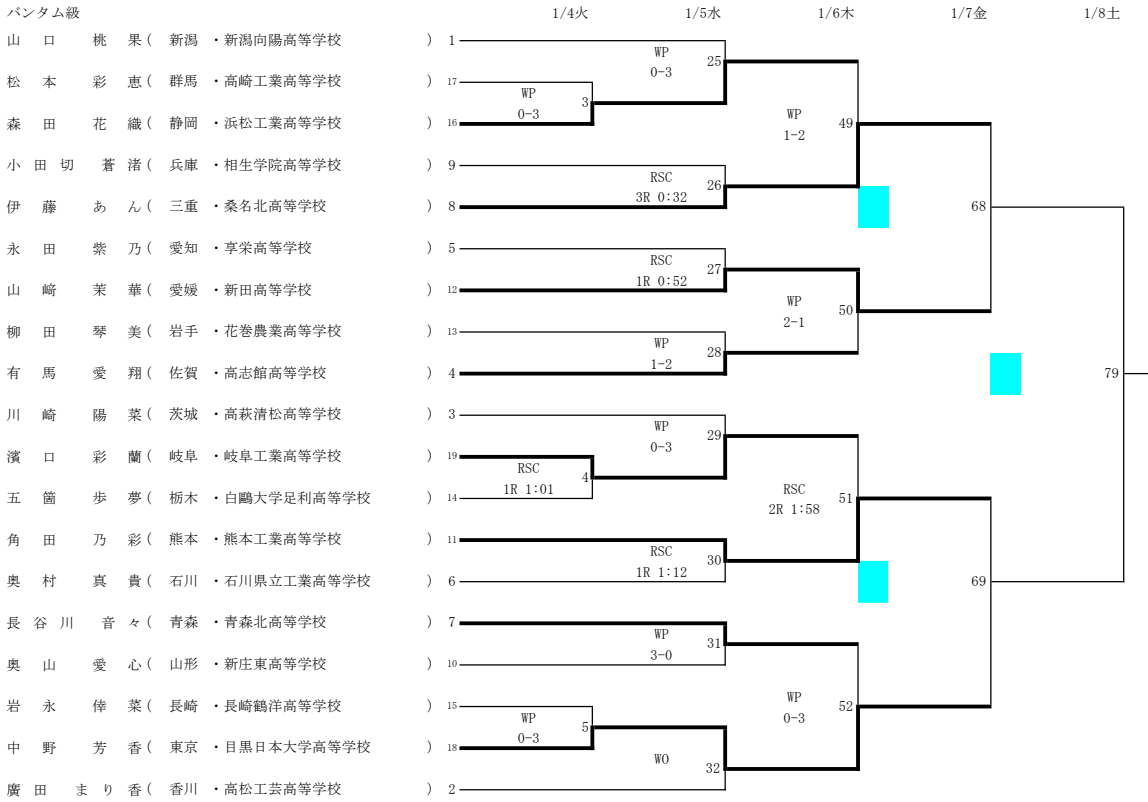 バンタム級 1/4火 1/5水 1/6木 1/7金 1/8土
山口 桃果( 新潟 ・新潟向陽高等学校 ) 1
WP
0-3
25
松本 彩恵( 群馬 ・高崎工業高等学校 ) 17
WP
0-3
3
森田 花織( 静岡 ・浜松工業高等学校 ) 16
WP
1-2
49
小田切 蒼渚( 兵庫 ・相生学院高等学校 ) 9
RSC
3R 0:32
26
伊藤 あん( 三重 ・桑名北高等学校 ) 8
68
永田 紫乃( 愛知 ・享栄高等学校 ) 5
RSC
1R 0:52
27
山﨑 茉華( 愛媛 ・新田高等学校 ) 12
WP
2-1
50
柳田 琴美( 岩手 ・花巻農業高等学校 ) 13
WP
1-2
28
有馬 愛翔( 佐賀 ・高志館高等学校 ) 4
79
川崎 陽菜( 茨城 ・高萩清松高等学校 ) 3
WP
0-3
29
濱口 彩蘭( 岐阜 ・岐阜工業高等学校 ) 19
RSC
1R 1:01
4
五箇 歩夢( 栃木 ・白鷗大学足利高等学校 ) 14
RSC
2R 1:58
51
角田 乃彩( 熊本 ・熊本工業高等学校 ) 11
RSC
1R 1:12
30
奥村 真貴( 石川 ・石川県立工業高等学校 ) 6
69
長谷川 音々( 青森 ・青森北高等学校 ) 7
WP
3-0
31
奥山 愛心( 山形 ・新庄東高等学校 ) 10
岩永 倖菜( 長崎 ・長崎鶴洋高等学校 ) 15
WP
0-3
5
WP
0-3
52
中野 芳香( 東京 ・目黒日本大学高等学校 ) 18
WO
32
廣田 まり香( 香川 ・高松工芸高等学校 ) 2